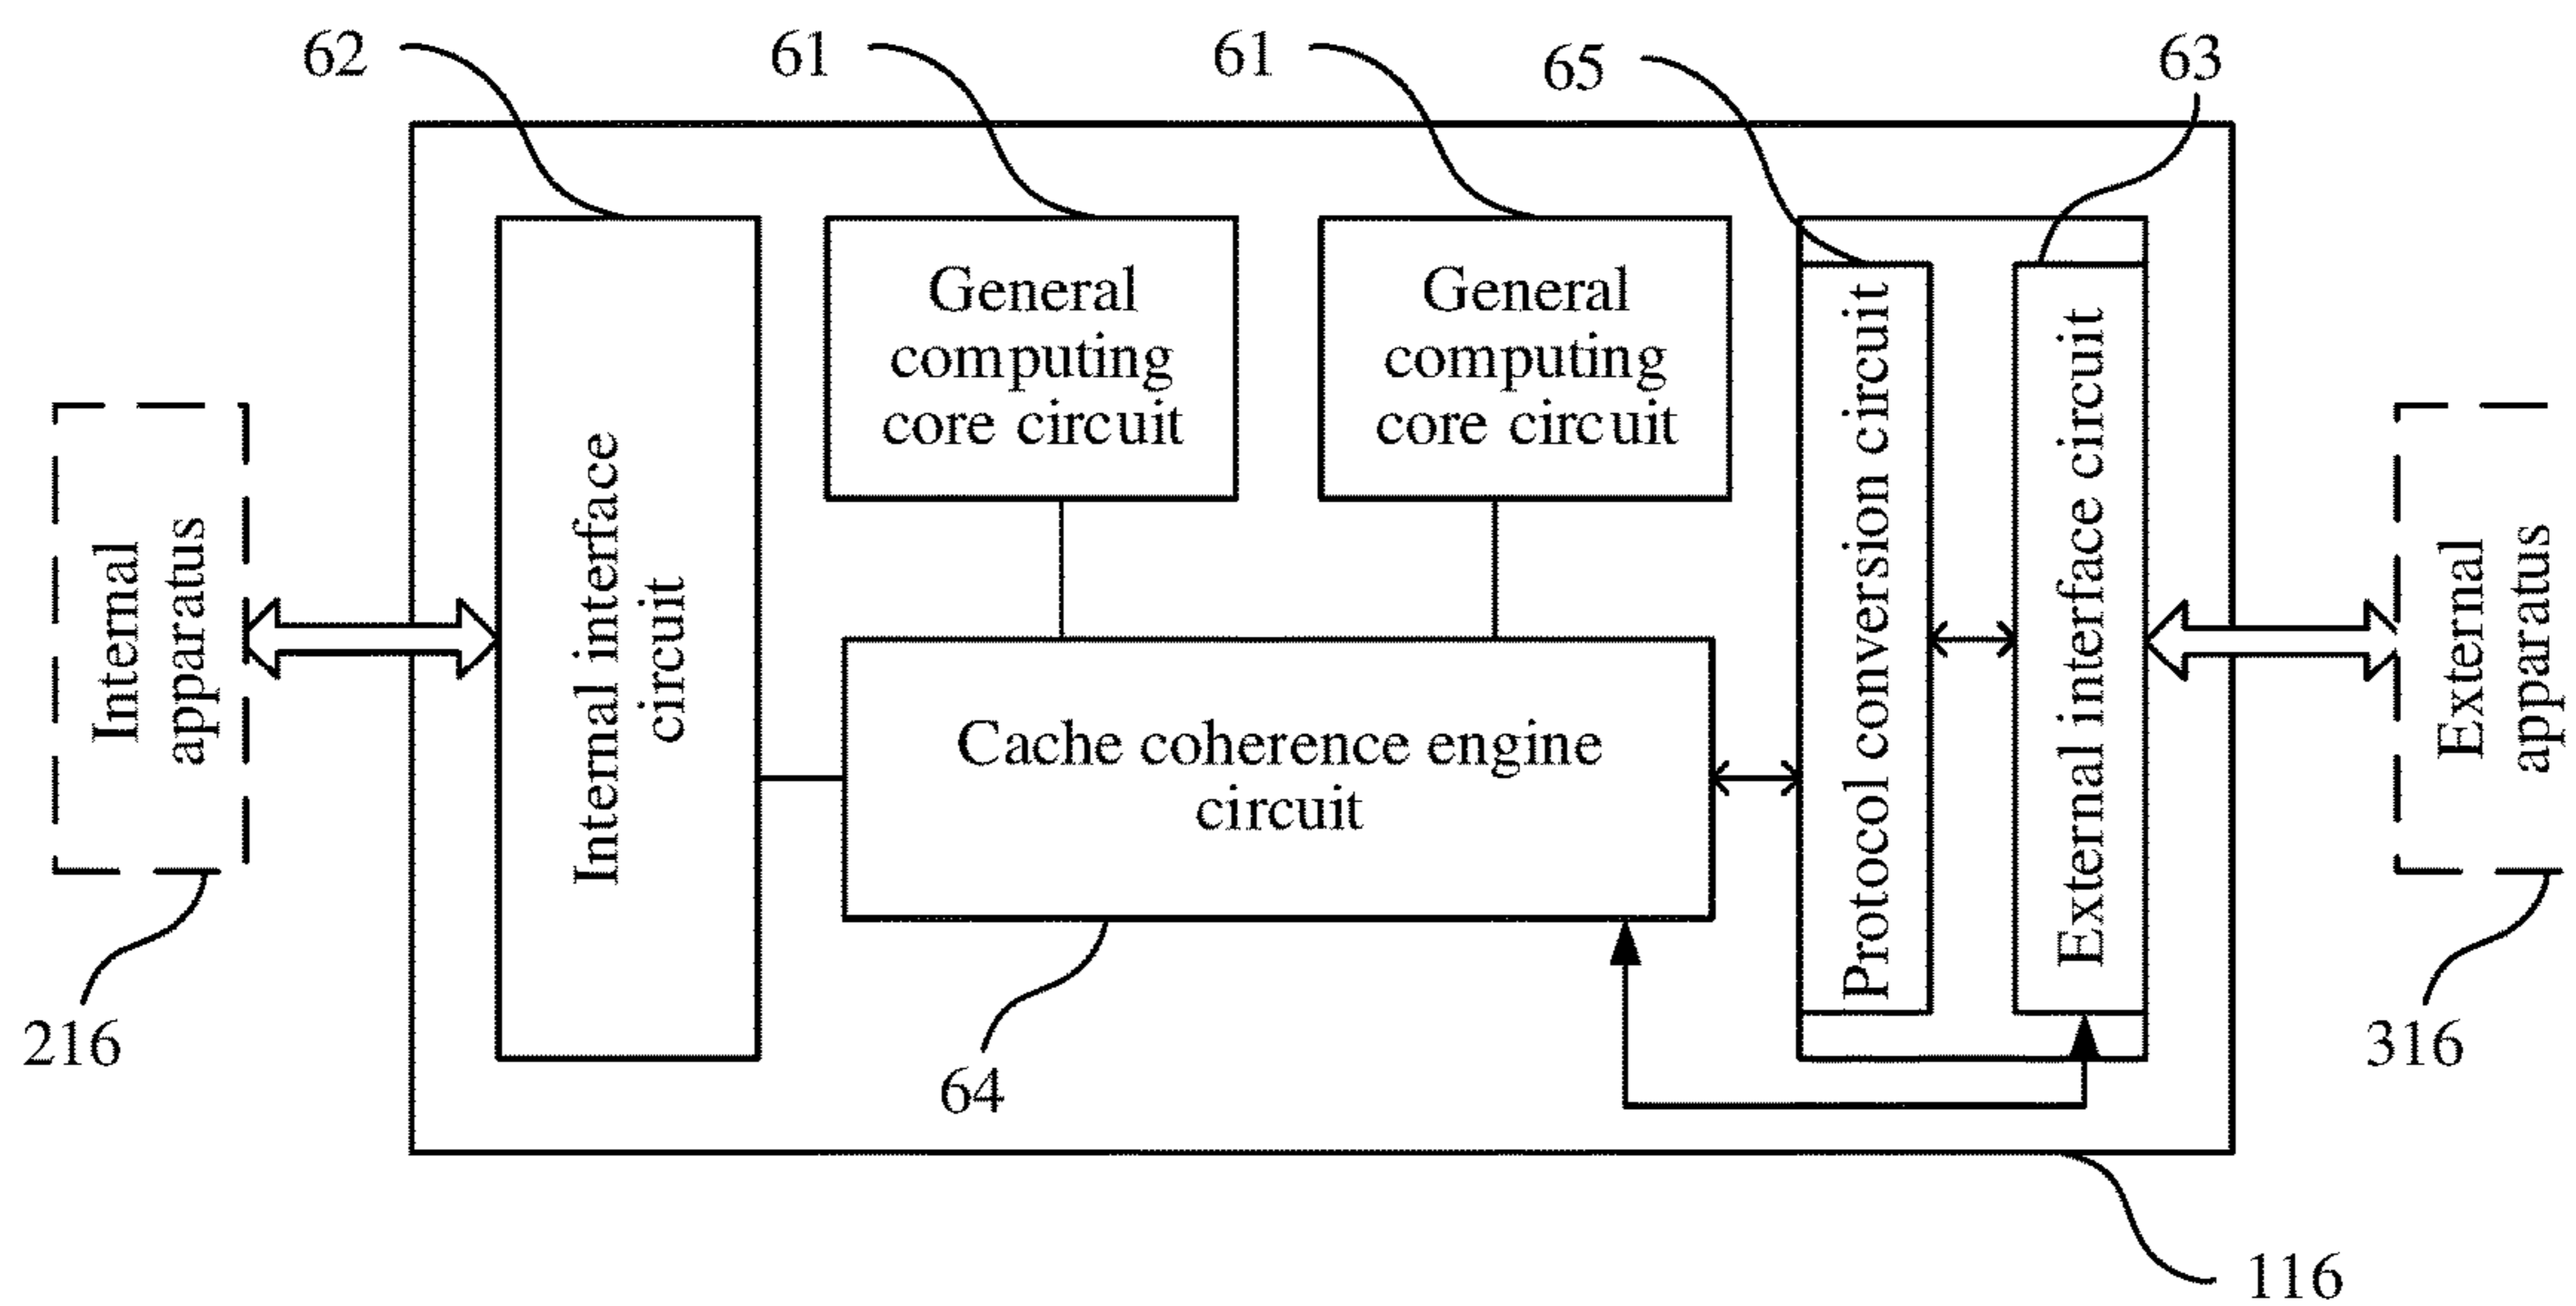 62
61
61
65
63
General
computing
core circuit
General
computing
core circuit
Internal
apparatus
Internal interface
circuit
Cache coherence engine
circuit
Protocol conversion circuit
External interface circuit
External
apparatus
216
64
316
116